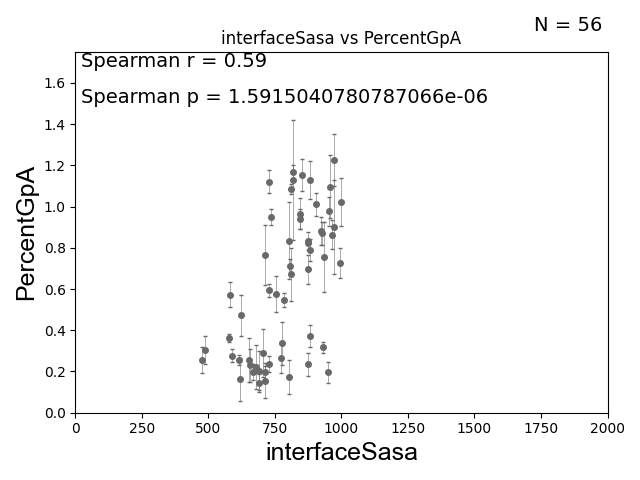 N = 56
interfaceSasa vs PercentGpA
Spearman r = 0.59
Spearman p = 1.5915040780787066e-06
PercentGpA
1.6
1.4
1.2
1.0
0.8
0.6
0.4
0.2
0.0
0 250 500 750 1000 1250 1500 1750 2000
interfaceSasa